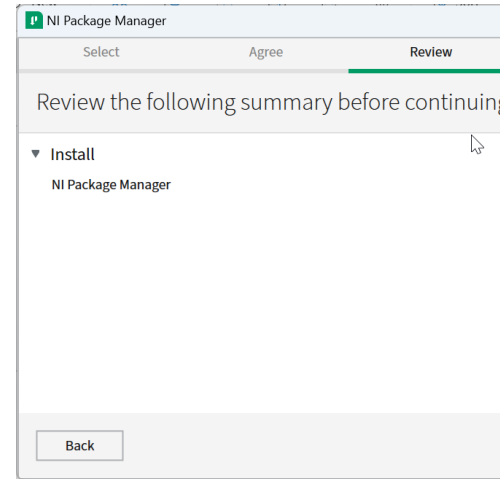 NI Package Manager
Select Agree Review
Review the following summary before continuing
Install
NI Package Manager
Back